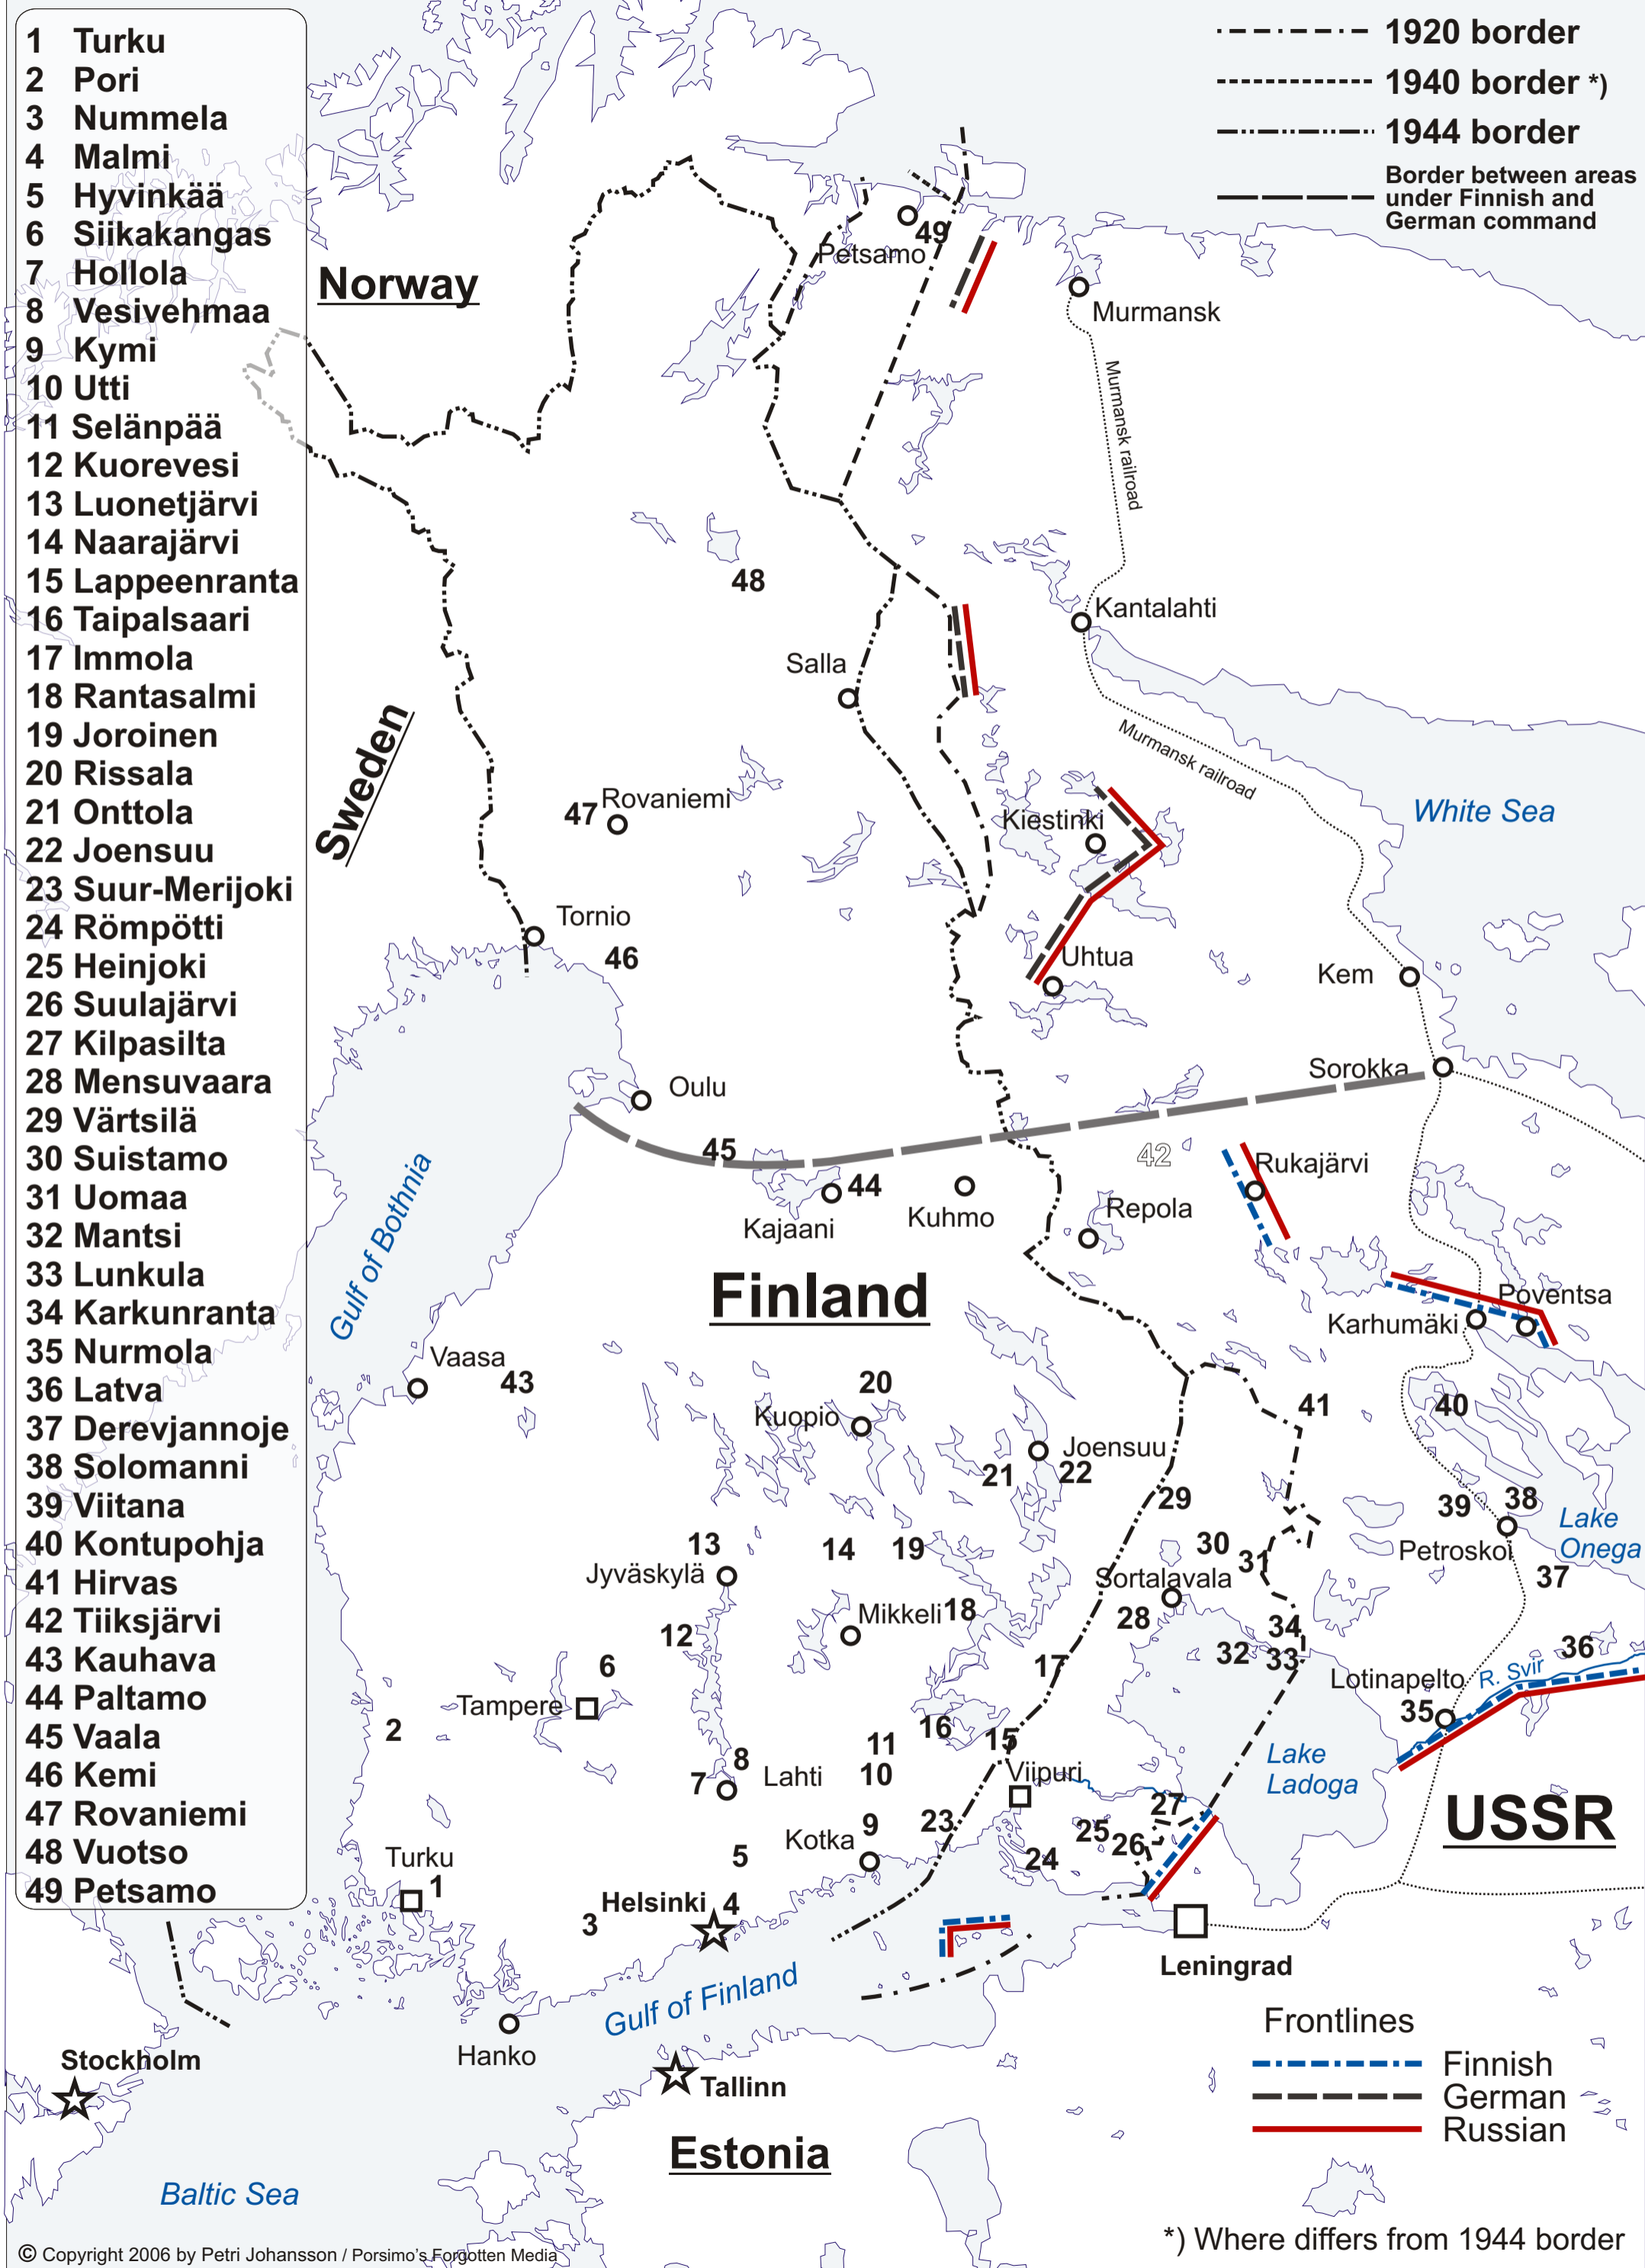 1 Turku
2 Pori
3 Nummela
4 Malmi
5 Hyvinkää
6 Siikakangas
7 Hollola
8 Vesivehmaa
9 Kymi
10 Utti
11 Selänpää
12 Kuorevesi
13 Luonetjärvi
14 Naarajärvi
15 Lappeenranta
16 Taipalsaari
17 Immola
18 Rantasalmi
19 Joroinen
20 Rissala
21 Onttola
22 Joensuu
23 Suur-Merijoki
24 Römpötti
25 Heinjoki
26 Suulajärvi
27 Kilpasilta
28 Mensuvaara
29 Värtsilä
30 Suistamo
31 Uomaa
32 Mantsi
33 Lunkula
34 Karkunranta
35 Nurmola
36 Latva
37 Derevjannoje
38 Solomanni
39 Viitana
40 Kontupohja
41 Hirvas
42 Tiiksjärvi
43 Kauhava
44 Paltamo
45 Vaala
46 Kemi
47 Rovaniemi
48 Vuotso
49 Petsamo
1920 border
1940 border *)
1944 border
Border between areas
under Finnish and
German command
Norway
49
Petsamo
Murmansk
Murmansk railroad
48
Kantalahti
Salla
Sweden
Murmansk railroad
47 Rovaniemi
White Sea
Kiestinki
Tornio
46
Uhtua
Kem
Sorokka
Oulu
45
42
Rukajärvi
44
Kajaani
Kuhmo
Repola
Gulf of Bothnia
Finland
Poventsa
Karhumäki
Vaasa
43
20
Kuopio
41
40
Joensuu
21
22
29
39
38
Lake
Onega
13
14
19
30
31
Petroskoi
Jyväskylä
Sortalavala
37
Mikkeli 18
28
34
12
32
33
36
6
17
Lotinapelto
R. Svir
Tampere
35
2
16
15
11
8
Lake
Ladoga
7
Lahti
10
Viipuri
27
USSR
9
23
25
26
Kotka
24
5
Turku
1
Helsinki 4
3
Leningrad
Gulf of Finland
Hanko
Frontlines
Finnish
German
Russian
Stockholm
Tallinn
Estonia
Baltic Sea
*) Where differs from 1944 border
© Copyright 2006 by Petri Johansson / Porsimo's Forgotten Media